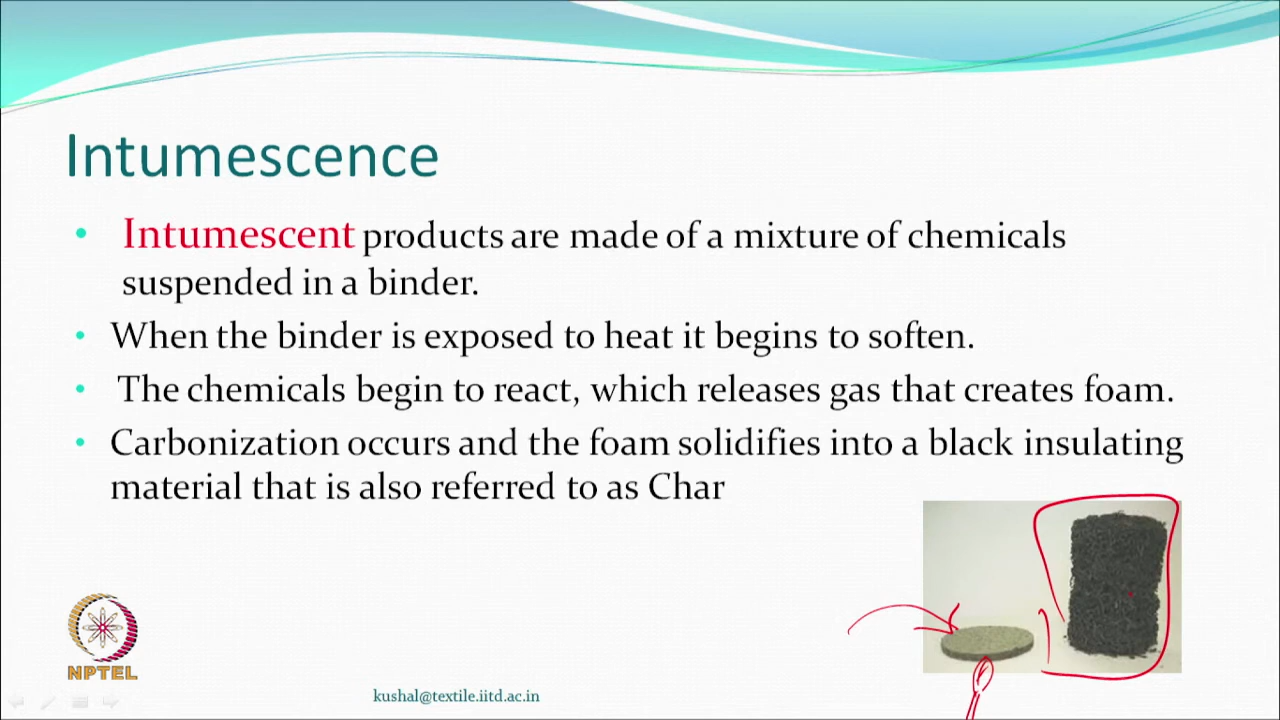 Intumescence
• Intumescent products are made of a mixture of chemicals
suspended in a binder.
• When the binder is exposed to heat it begins to soften.
• The chemicals begin to react, which releases gas that creates foam.
• Carbonization occurs and the foam solidifies into a black insulating
material that is also referred to as Char
NPTEL
kushal@textile.iitd.ac.in